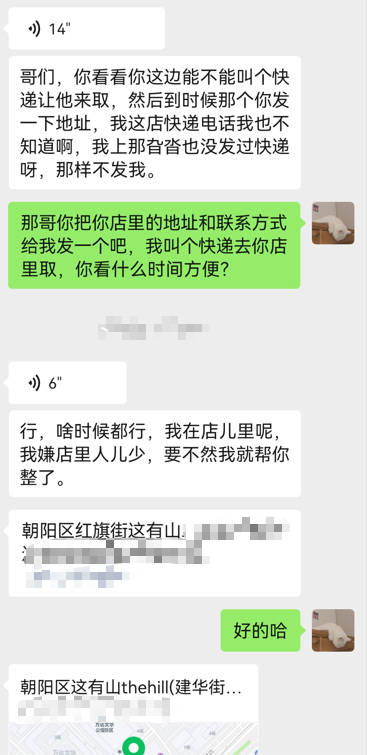 14"
哥们，你看看你这边能不能叫个快
递让他来取，然后到时候那个你发
一下地址，我这店快递电话我也不
知道啊，我上那旮沓也没发过快递
呀，那样不发我。
那哥你把你店里的地址和联系方式
给我发一个吧，我叫个快递去你店
里取，你看什么时间方便？
6"
行，啥时候都行，我在店儿里呢，
我嫌店里人儿少，要不然我就帮你
整了。
朝阳区红旗街这有山
好的哈
朝阳区这有山thehill(建华街...